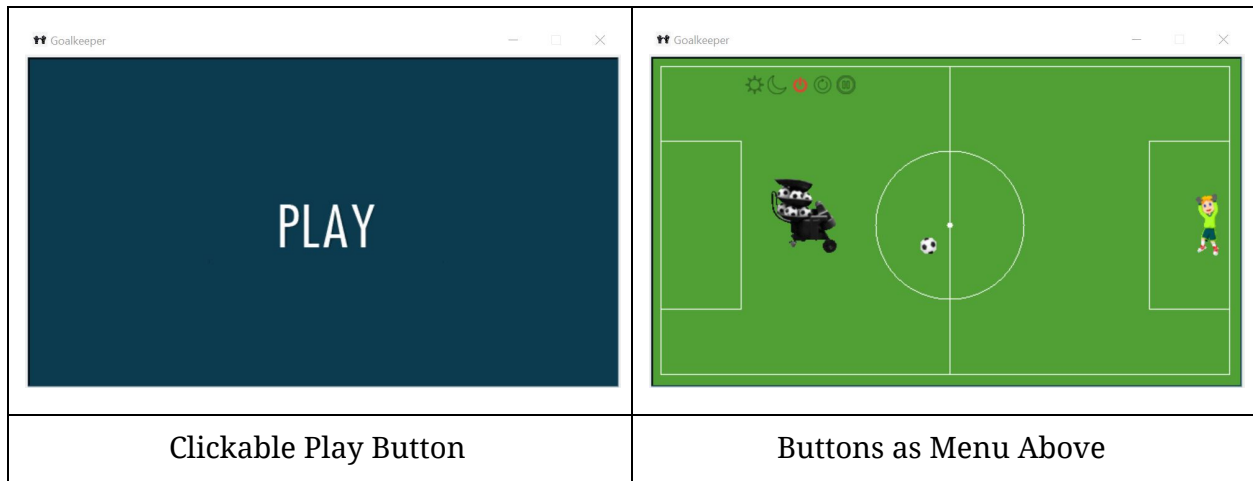 Goalkeeper
PLAY
Goalkeeper
Clickable Play Button
Buttons as Menu Above